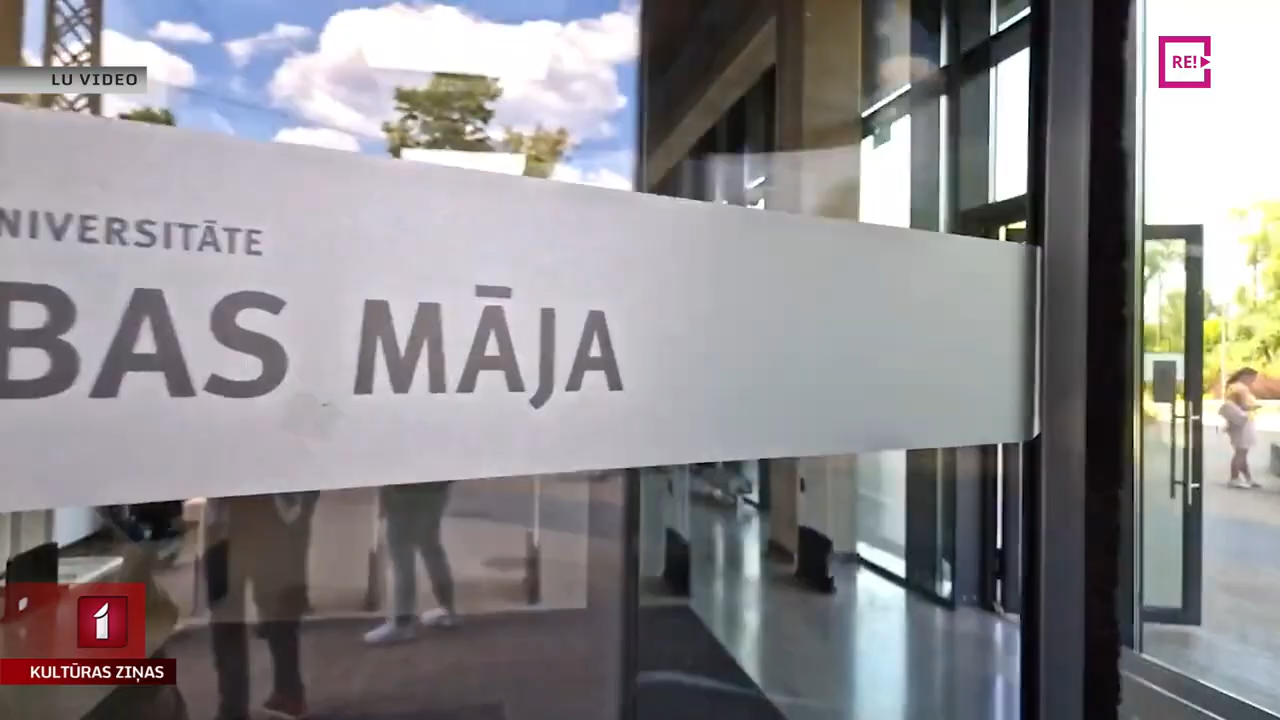 LU VIDEO
RE!
NIVERSITĀTE
BAS MĀJA
1
KULTŪRAS ZIŅAS